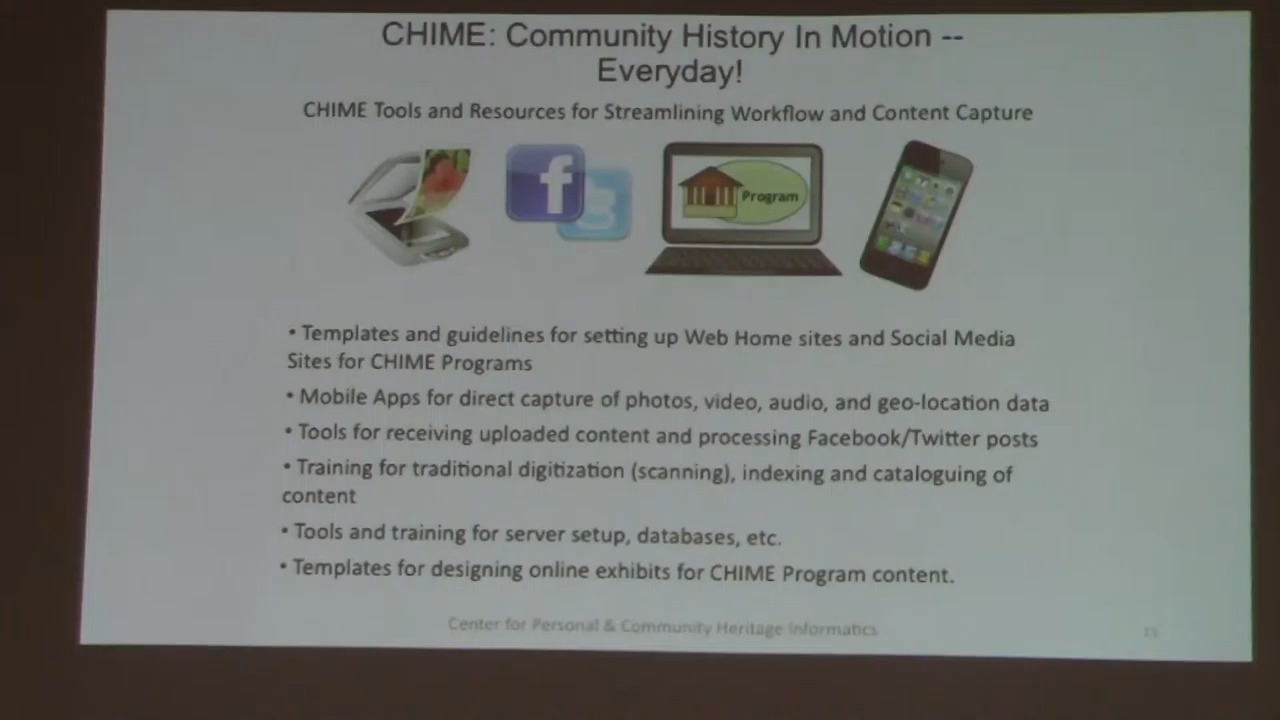 CHIME: Community History In Motion --
Everyday!
CHIME Tools and Resources for Streamlining Workflow and Content Capture
f
t
Program
• Templates and guidelines for setting up Web Home sites and Social Media
Sites for CHIME Programs
• Mobile Apps for direct capture of photos, video, audio, and geo-location data
• Tools for receiving uploaded content and processing Facebook/Twitter posts
• Training for traditional digitization (scanning), indexing and cataloguing of
content
• Tools and training for server setup, databases, etc.
• Templates for designing online exhibits for CHIME Program content.
Center for Personal & Community Heritage Informatics